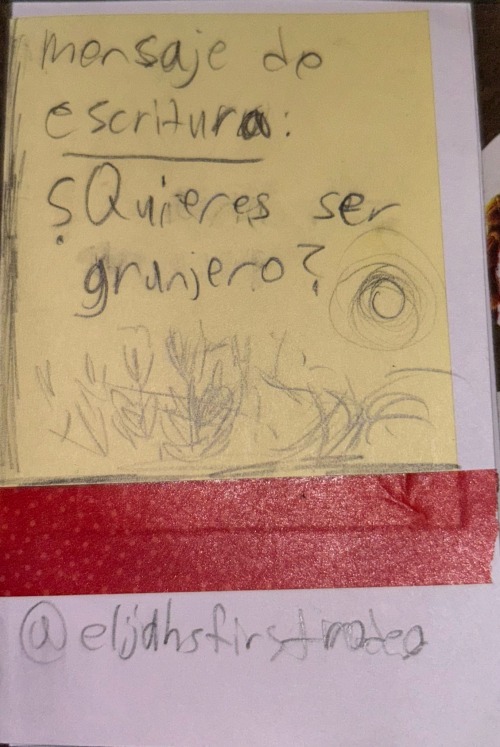 mensaje de
escritura:
¿Quieres ser
granjero?
@elijahsfirstrodeo